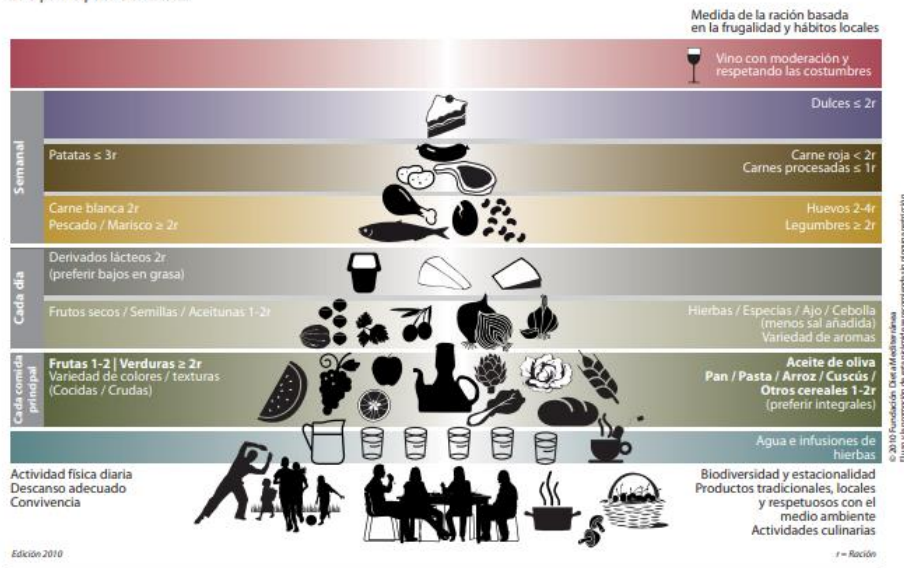 Medida de la ración basada
en la frugalidad y hábitos locales
Vino con moderación y
respetando las costumbres
Semanal
Dulces ≤ 2r
Patatas ≤ 3r
Carne roja < 2r
Carnes procesadas ≤ 1r
Carne blanca 2r
Pescado / Marisco ≥ 2r
Huevos 2-4r
Legumbres ≥ 2r
Cada día
Derivados lácteos 2r
(preferir bajos en grasa)
Frutos secos / Semillas / Aceitunas 1-2r
Hierbas / Especias / Ajo / Cebolla
(menos sal añadida)
Variedad de aromas
Cada comida
principal
Frutas 1-2 | Verduras ≥ 2r
Variedad de colores / texturas
(Cocidas / Crudas)
Aceite de oliva
Pan / Pasta / Arroz / Cuscús /
Otros cereales 1-2r
(preferir integrales)
Agua e infusiones de
hierbas
Actividad física diaria
Descanso adecuado
Convivencia
Biodiversidad y estacionalidad
Productos tradicionales, locales
y respetuosos con el
medio ambiente
Actividades culinarias
Edición 2010
r = Ración
© 2010 Fundación Dieta Mediterránea